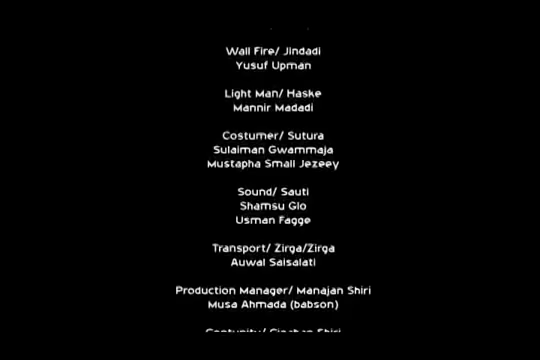 Wall Fire/ Jindadi
Yusuf Upman
Light Man/ Haske
Mannir Madadi
Costumer/ Sutura
Sulaiman Gwammaja
Mustapha Small Jezeey
Sound/ Sauti
Shamsu Glo
Usman Fagge
Transport/ Zirga/Zirga
Auwal Saisalati
Production Manager/ Manajan Shiri
Musa Ahmada (babson)